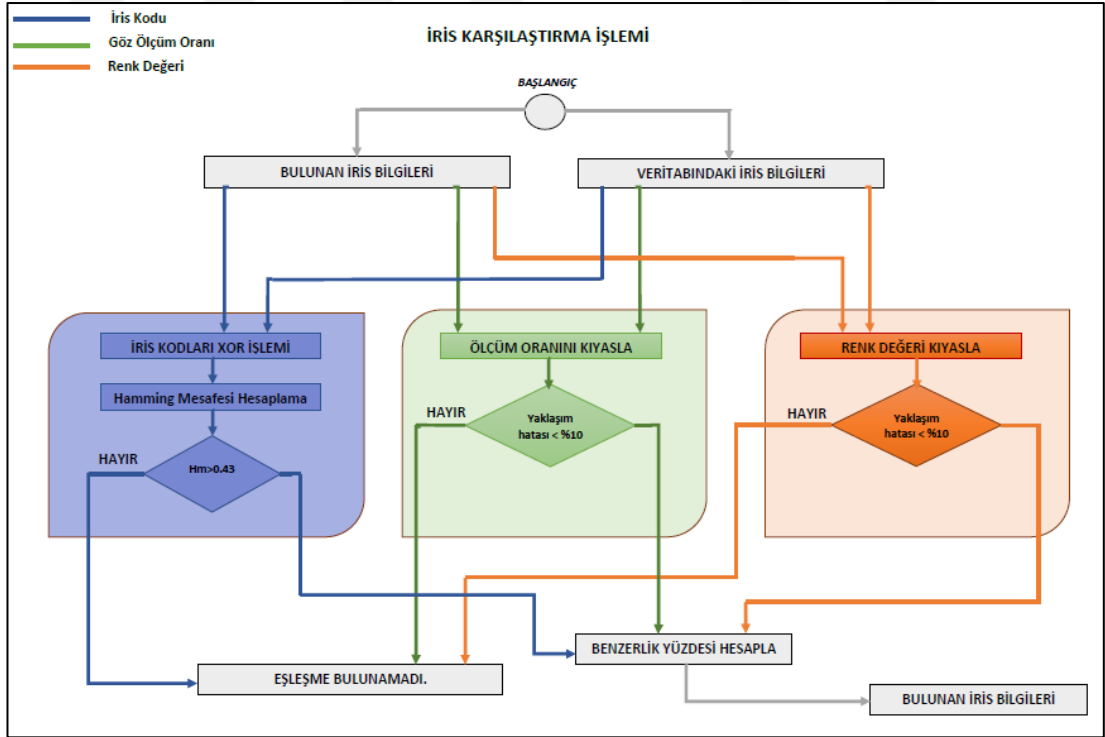 İris Kodu
Göz Ölçüm Oranı
Renk Değeri
İRİS KARŞILAŞTIRMA İŞLEMİ
BAŞLANGIÇ
BULUNAN İRİS BİLGİLERİ
VERİTABINDAKİ İRİS BİLGİLERİ
İRİS KODLARI XOR İŞLEMİ
ÖLÇÜM ORANINI KIYASLA
RENK DEĞERİ KIYASLA
Hamming Mesafesi Hesaplama
HAYIR
Yaklaşım
hatası < %10
HAYIR
Yaklaşım
hatası < %10
HAYIR
Hm>0.43
BENZERLİK YÜZDESİ HESAPLA
EŞLEŞME BULUNAMADI.
BULUNAN İRİS BİLGİLERİ